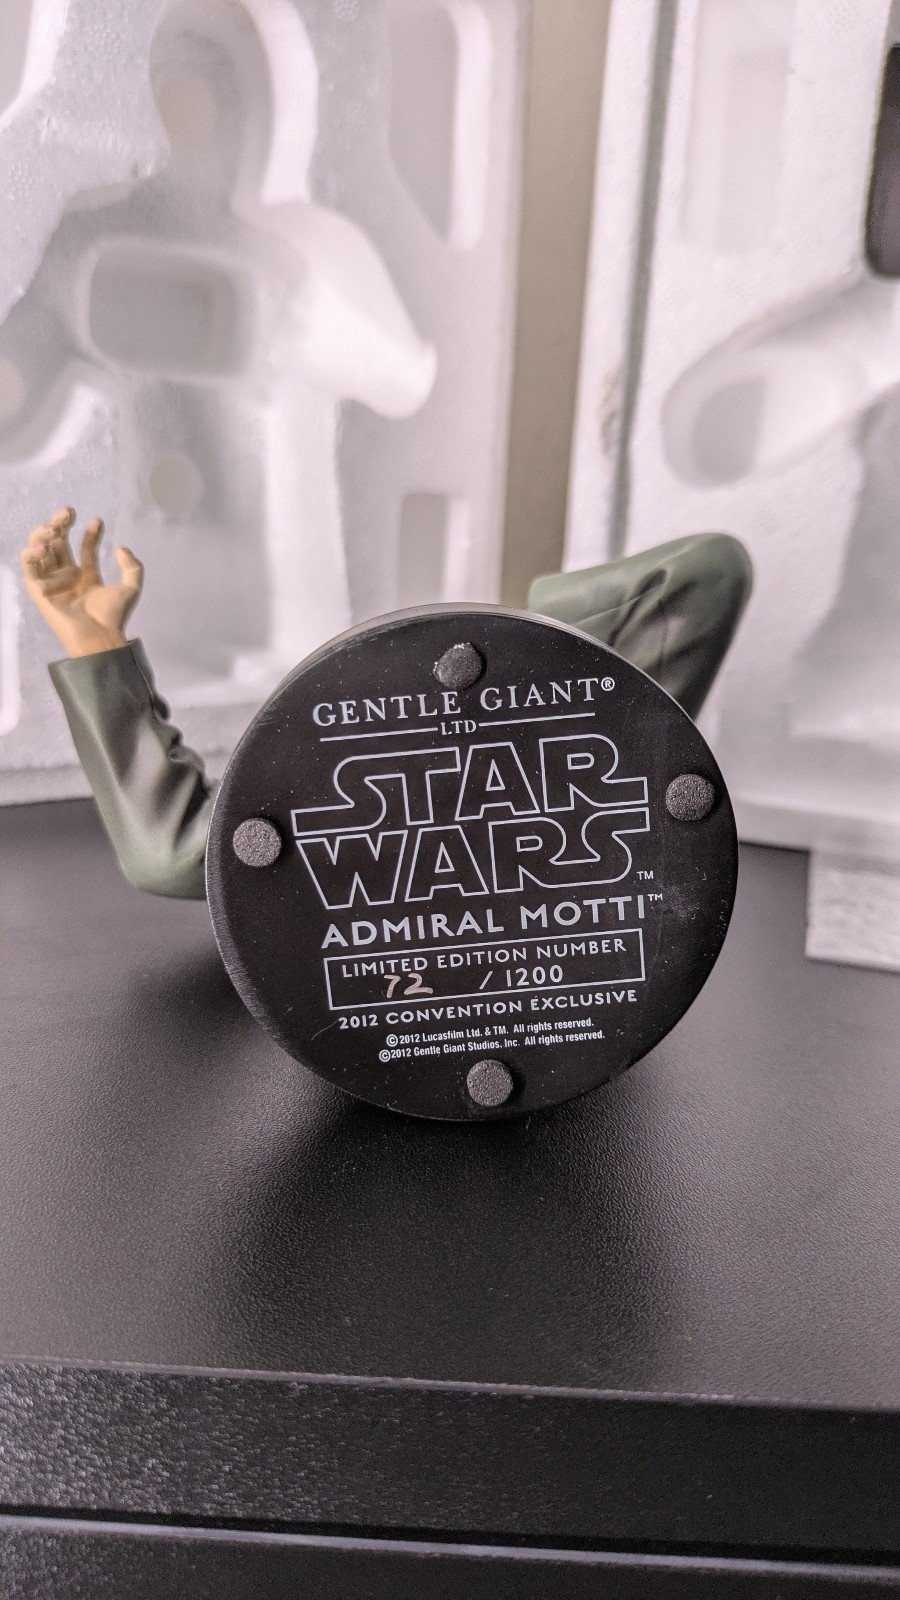 GENTLE GIANT®
LTD
STAR
WARS™
ADMIRAL MOTTI™
LIMITED EDITION NUMBER
72 /1200
2012 CONVENTION EXCLUSIVE
©2012 Lucasfilm Ltd. & TM. All rights reserved.
©2012 Gentle Giant Studios, Inc. All rights reserved.